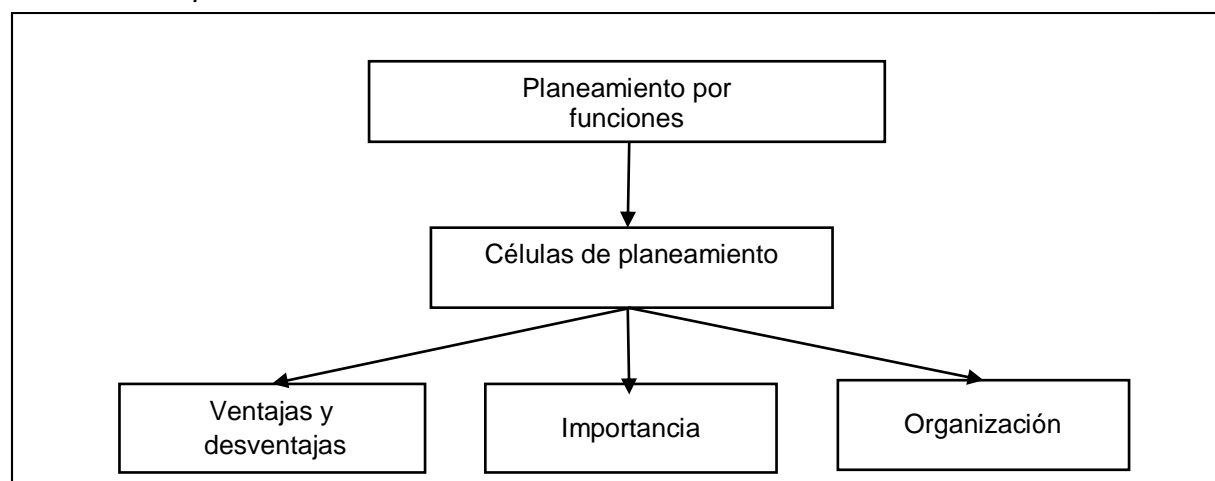 Planeamiento por
funciones
Células de planeamiento
Ventajas y
desventajas
Importancia
Organización